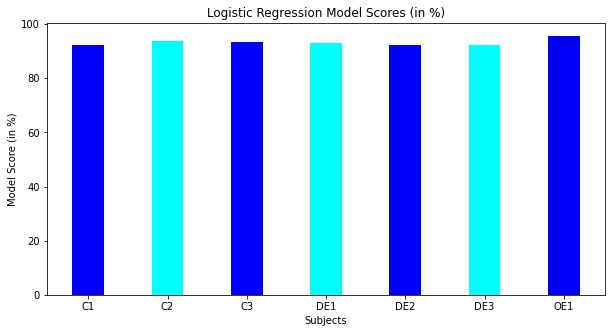 Logistic Regression Model Scores (in %)
Model Score (in %)
100
80
60
40
20
0
C1 C2 C3 DE1 DE2 DE3 OE1
Subjects